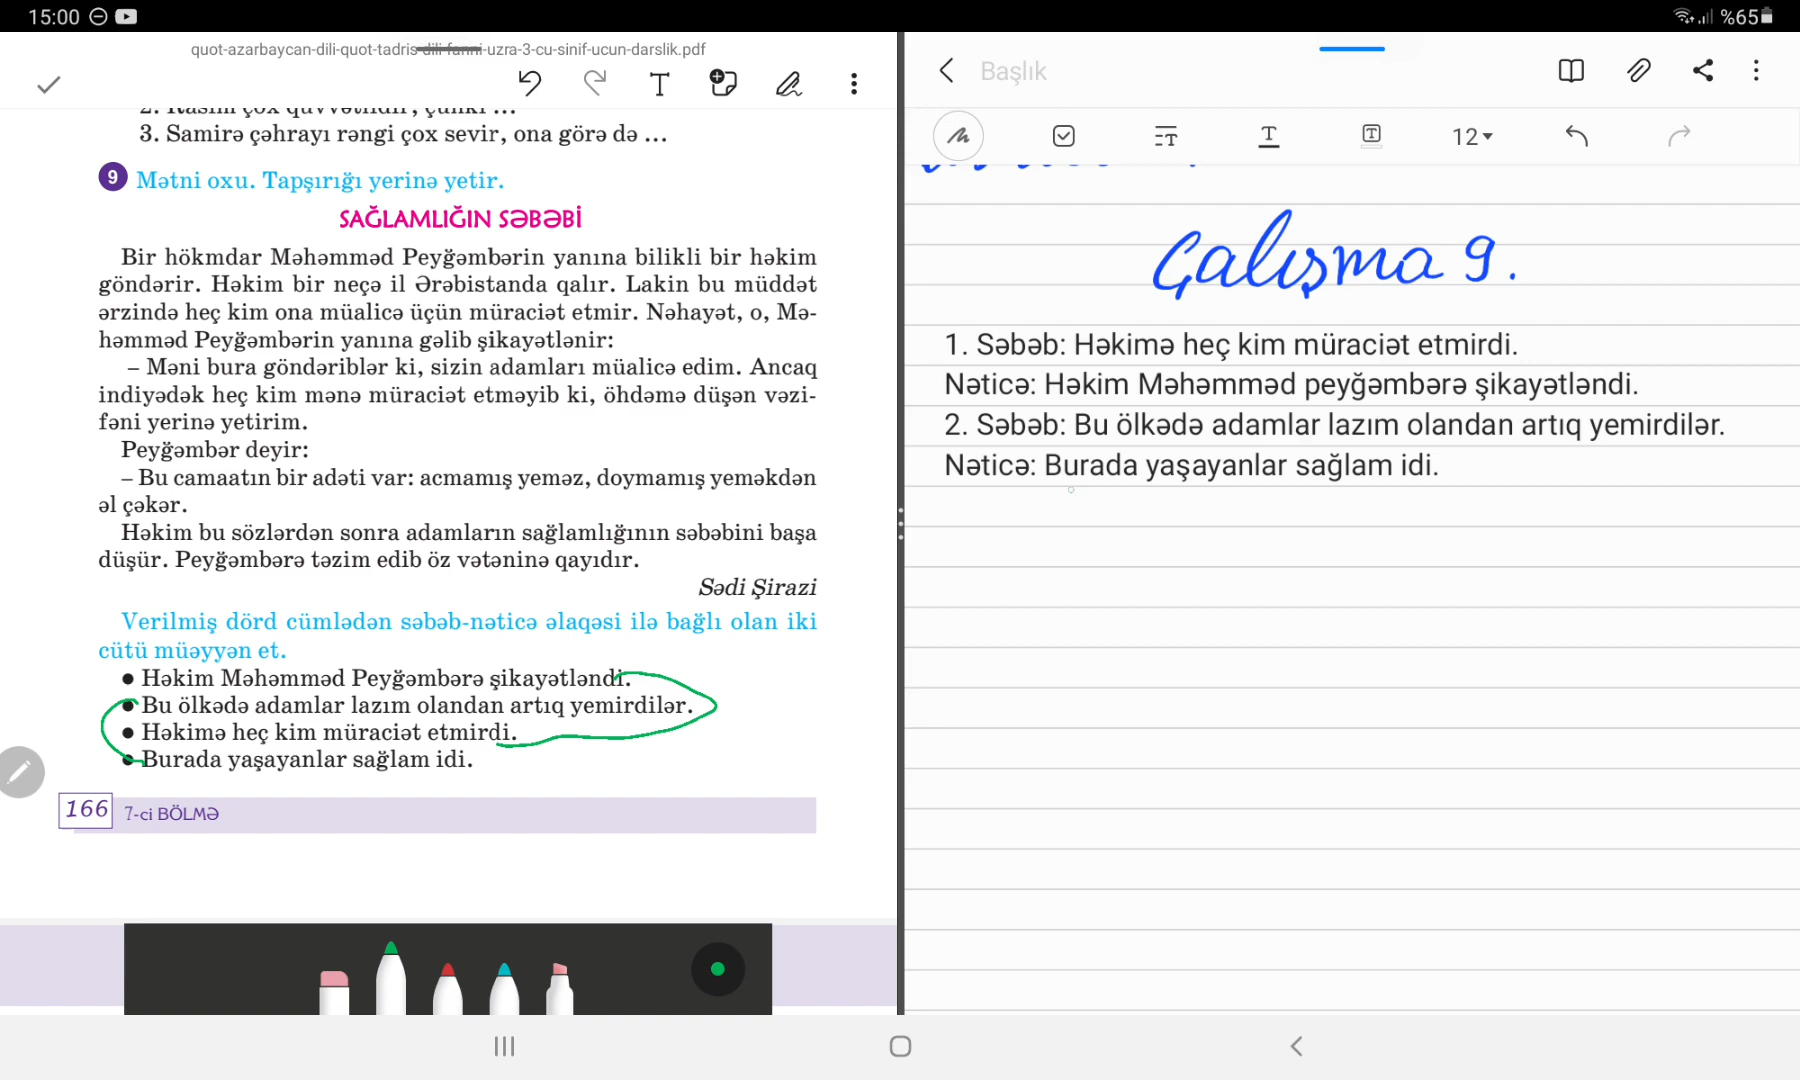 15:00
%65
quot-azarbaycan-dili-quot-tadris-dili-fanni-uzra-3-cu-sinif-ucun-darslik.pdf
2. Rasim çox qüvvətlidir, çünki ...
3. Samirə çəhrayı rəngi çox sevir, ona görə də ...
9 Mətni oxu. Tapşırığı yerinə yetir.
SAĞLAMLIĞIN SƏBƏBİ
Bir hökmdar Məhəmməd Peyğəmbərin yanına bilikli bir həkim
göndərir. Həkim bir neçə il Ərəbistanda qalır. Lakin bu müddət
ərzində heç kim ona müalicə üçün müraciət etmir. Nəhayət, o, Mə-
həmməd Peyğəmbərin yanına gəlib şikayətlənir:
– Məni bura göndəriblər ki, sizin adamları müalicə edim. Ancaq
indiyədək heç kim mənə müraciət etməyib ki, öhdəmə düşən vəzi-
fəni yerinə yetirim.
Peyğəmbər deyir:
– Bu camaatın bir adəti var: acmamış yeməz, doymamış yeməkdən
əl çəkər.
Həkim bu sözlərdən sonra adamların sağlamlığının səbəbini başa
düşür. Peyğəmbərə təzim edib öz vətəninə qayıdır.
Sədi Şirazi
Verilmiş dörd cümlədən səbəb-nəticə əlaqəsi ilə bağlı olan iki
cütü müəyyən et.
● Həkim Məhəmməd Peyğəmbərə şikayətləndi.
● Bu ölkədə adamlar lazım olandan artıq yemirdilər.
● Həkimə heç kim müraciət etmirdi.
● Burada yaşayanlar sağlam idi.
166 7-ci BÖLMƏ
Başlık
12
Çalışma 9.
1. Səbəb: Həkimə heç kim müraciət etmirdi.
Nəticə: Həkim Məhəmməd peyğəmbərə şikayətləndi.
2. Səbəb: Bu ölkədə adamlar lazım olandan artıq yemirdilər.
Nəticə: Burada yaşayanlar sağlam idi.